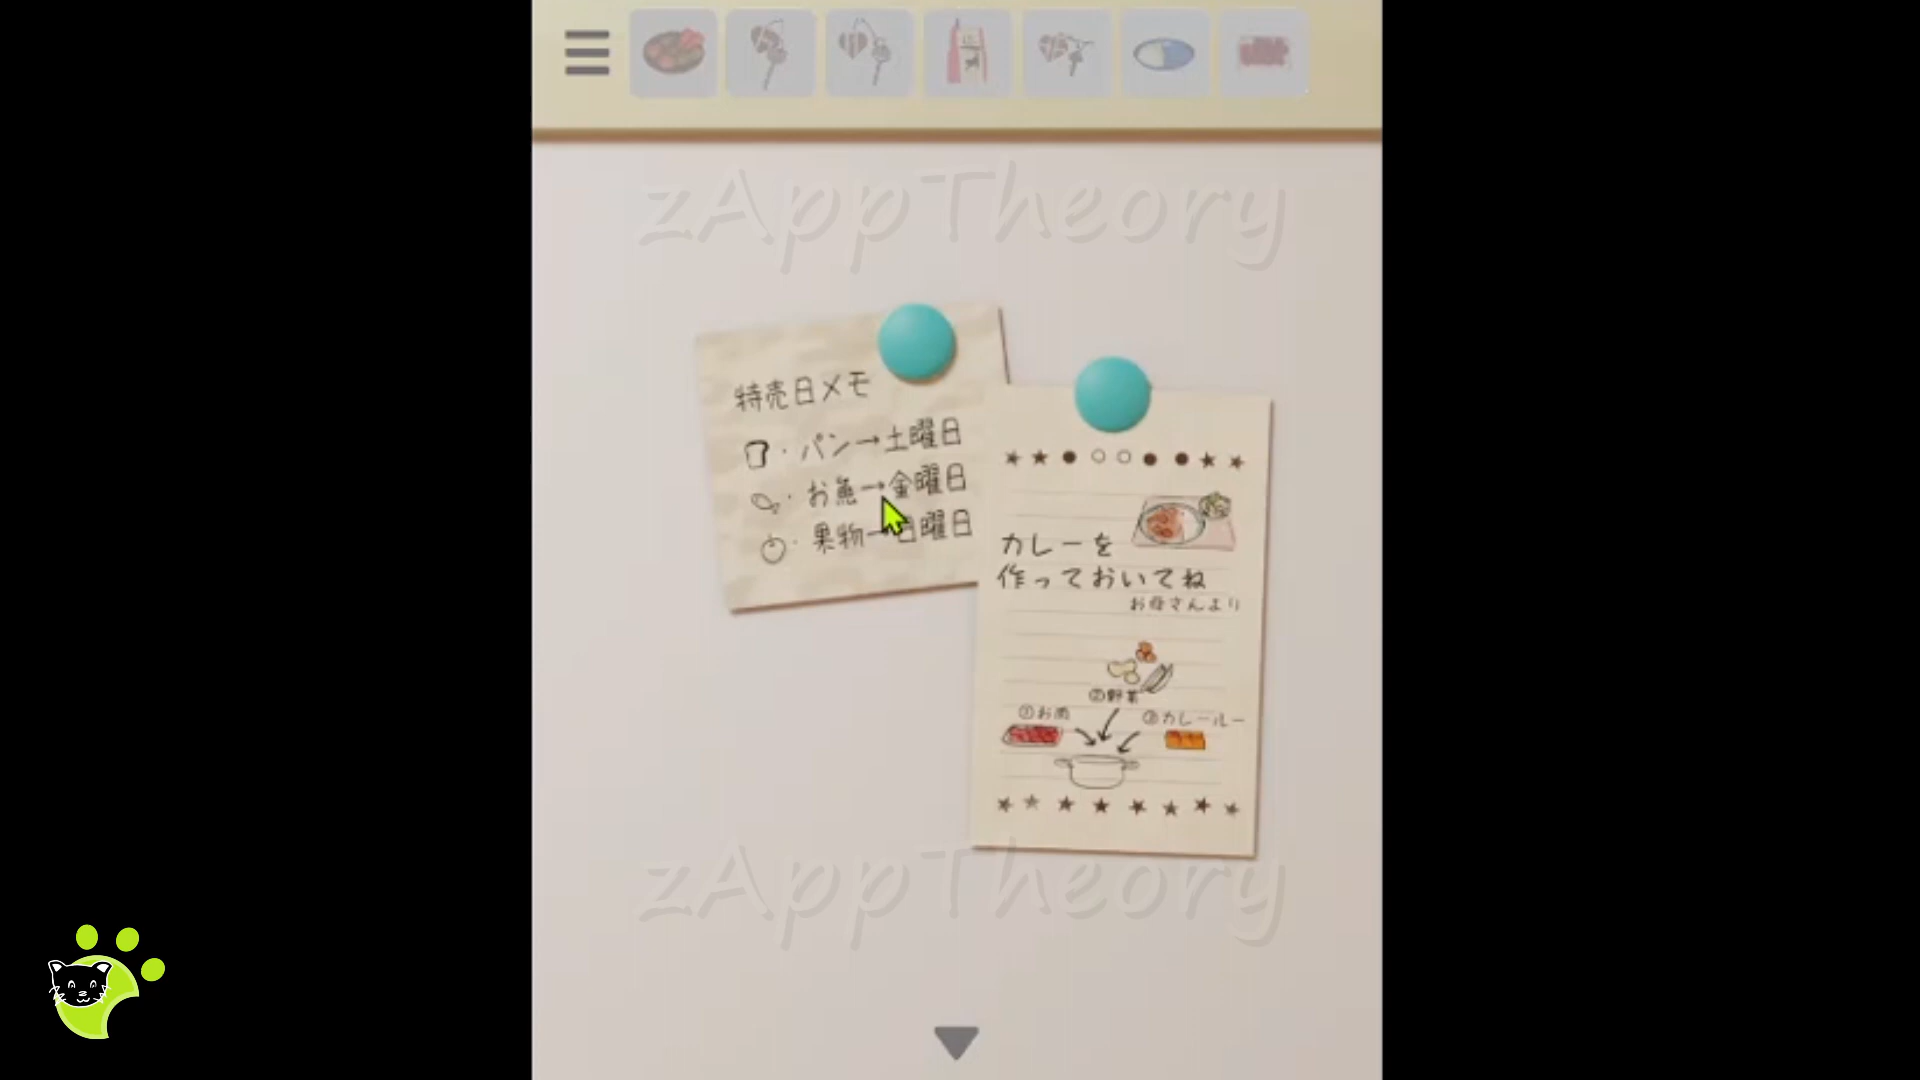 zAppTheory
特売日メモ
・パン→土曜日
・お魚→金曜日
・果物→日曜日
カレーを
作っておいてね
お母さんより
②野菜
①お肉
③カレールー
zAppTheory